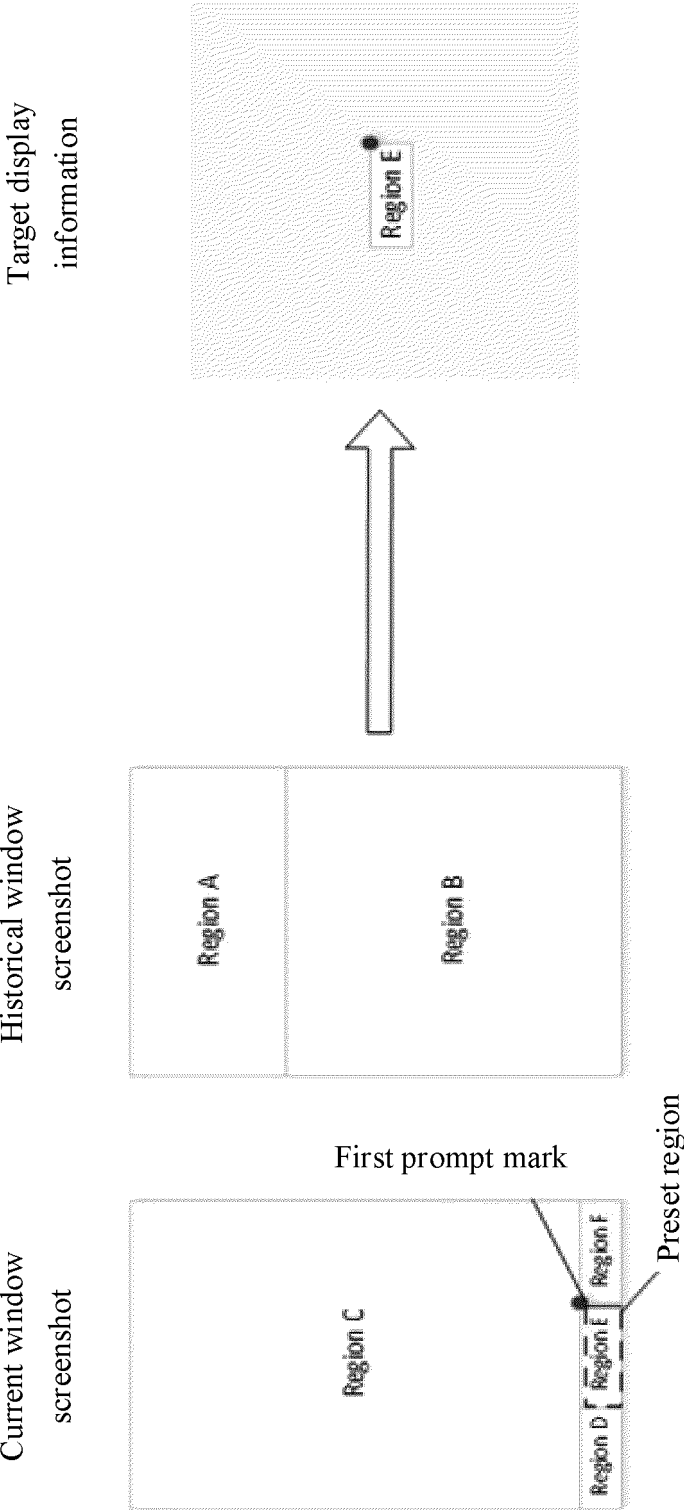 Current window
screenshot
Region C
Region D
Region E
Region F
First prompt mark
Preset region
Historical window
screenshot
Region A
Region B
Target display
information
Region E